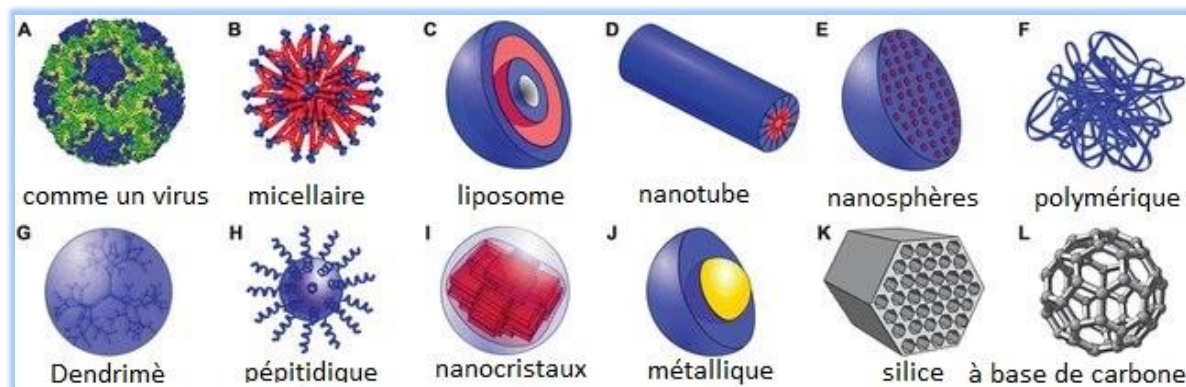 A B C D E F
comme un virus micellaire liposome nanotube nanosphères polymérique
G H I J K L
Dendrimè pépitidique nanocristaux métallique silice à base de carbone